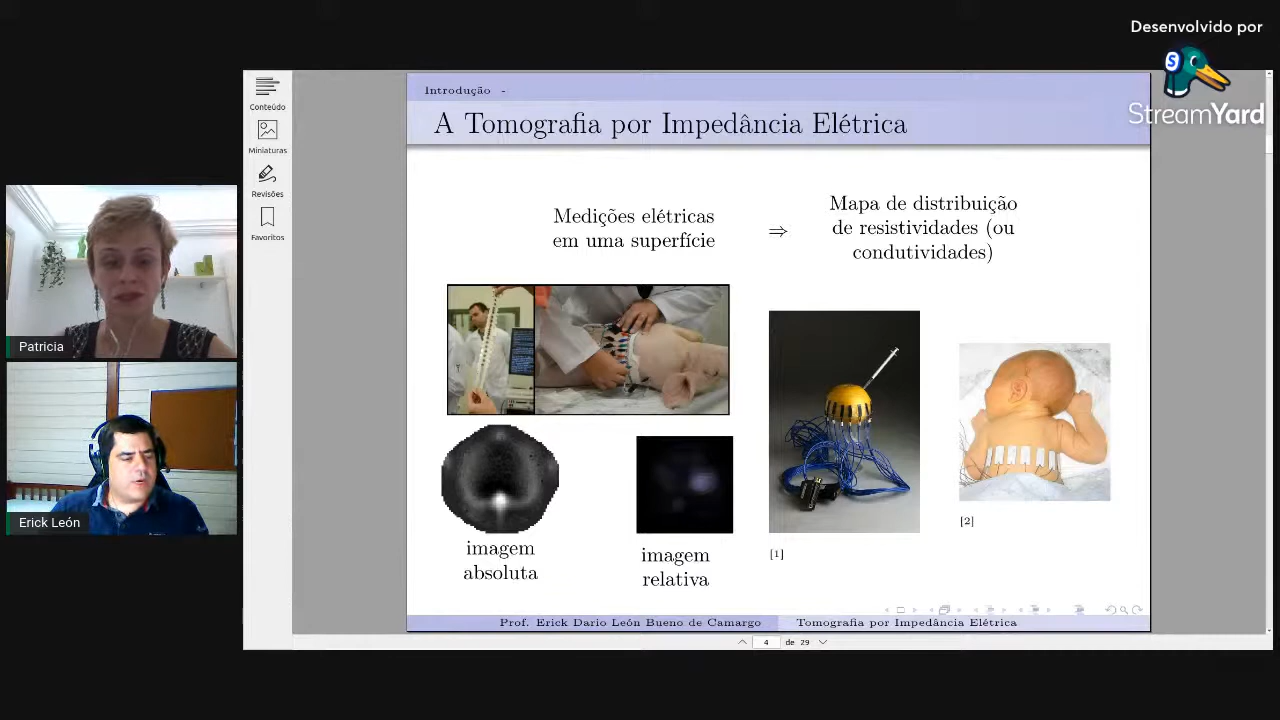 Desenvolvido por
StreamYard
Conteúdo
Miniaturas
Revisões
Favoritos
Introdução -
A Tomografia por Impedância Elétrica
Medições elétricas
em uma superfície
⇒
Mapa de distribuição
de resistividades (ou
condutividades)
imagem
absoluta
imagem
relativa
[1]
[2]
Prof. Erick Dario León Bueno de Camargo
Tomografia por Impedância Elétrica
4 de 29
Patricia
Erick León